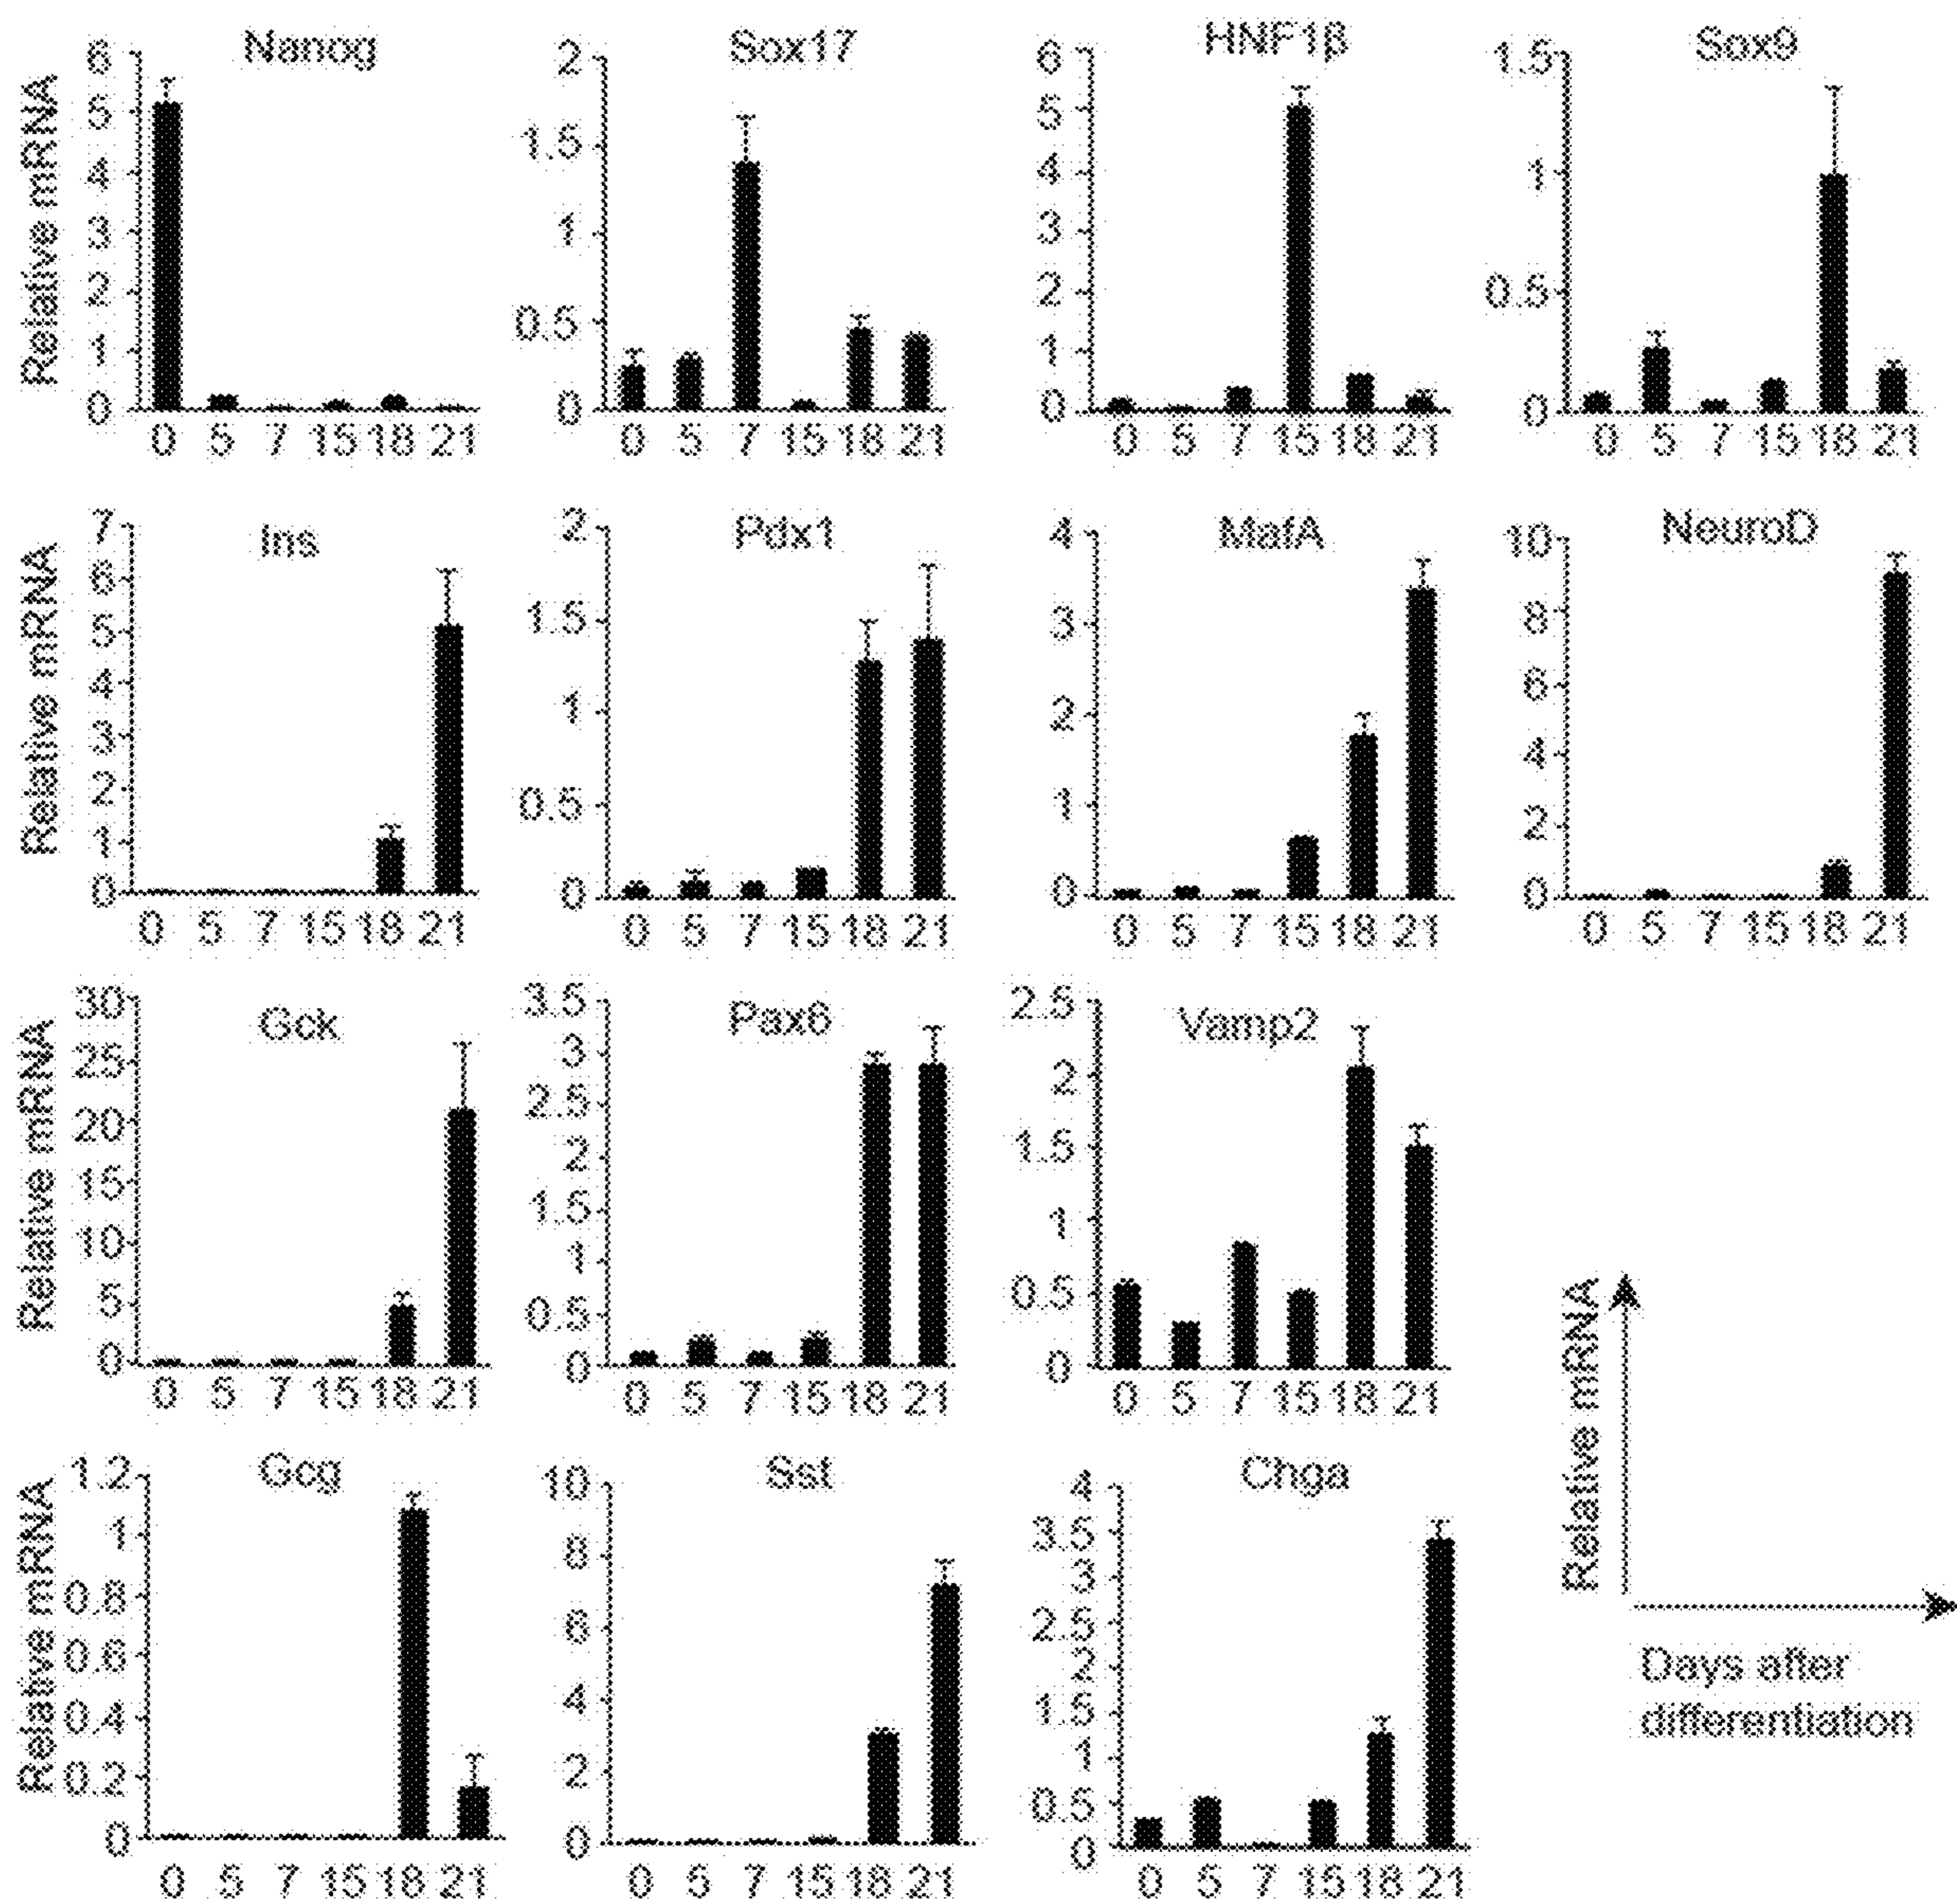 Nanog
Relative mRNA
6
5
4
3
2
1
0
0 5 7 15 18 21
Sox17
2
1.5
1
0.5
0
0 5 7 15 18 21
HNF1β
6
5
4
3
2
1
0
0 5 7 15 18 21
Sox9
1.5
1
0.5
0
0 5 7 15 18 21
Ins
Relative mRNA
7
6
5
4
3
2
1
0
0 5 7 15 18 21
Pdx1
2
1.5
1
0.5
0
0 5 7 15 18 21
MafA
4
3
2
1
0
0 5 7 15 18 21
NeuroD
10
8
6
4
2
0
0 5 7 15 18 21
Gck
Relative mRNA
30
25
20
15
10
5
0
0 5 7 15 18 21
Pax6
3.5
3
2.5
2
1.5
1
0.5
0
0 5 7 15 18 21
Vamp2
2.5
2
1.5
1
0.5
0
0 5 7 15 18 21
Gcg
Relative mRNA
1.2
1
0.8
0.6
0.4
0.2
0
0 5 7 15 18 21
Sst
10
8
6
4
2
0
0 5 7 15 18 21
Chga
4
3.5
3
2.5
2
1.5
1
0.5
0
0 5 7 15 18 21
Relative mRNA
Days after
differentiation